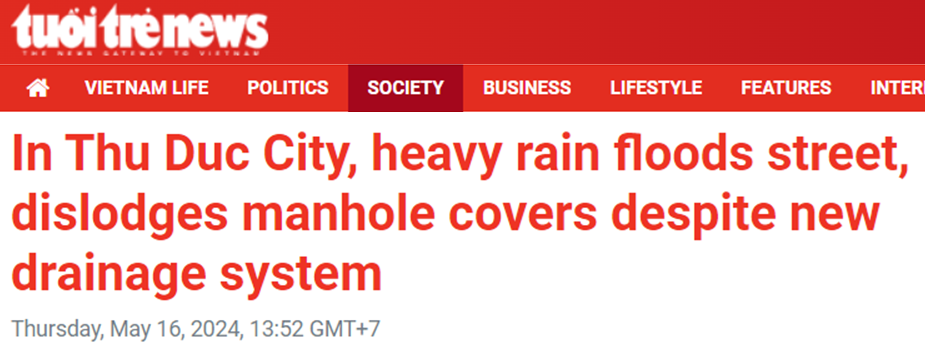 tuổi trẻ news
THE NEWS GATEWAY TO VIETNAM
VIETNAM LIFE POLITICS SOCIETY BUSINESS LIFESTYLE FEATURES INTER
In Thu Duc City, heavy rain floods street,
dislodges manhole covers despite new
drainage system
Thursday, May 16, 2024, 13:52 GMT+7